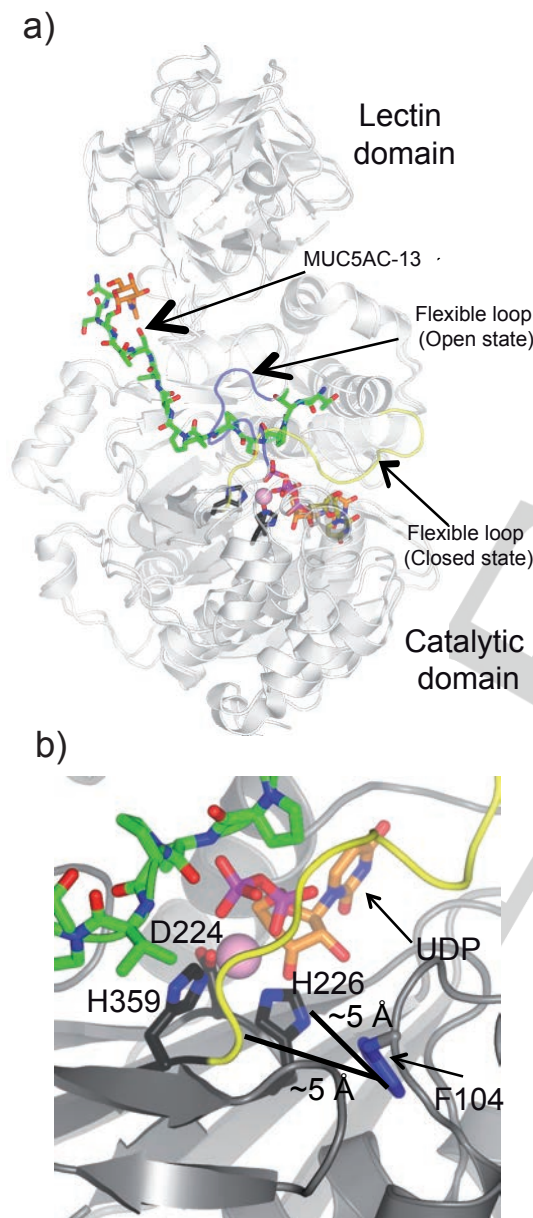 a)
Lectin
domain
MUC5AC-13
Flexible loop
(Open state)
Flexible loop
(Closed state)
Catalytic
domain
b)
D224
UDP
H359
H226
~5 Å
~5 Å
F104